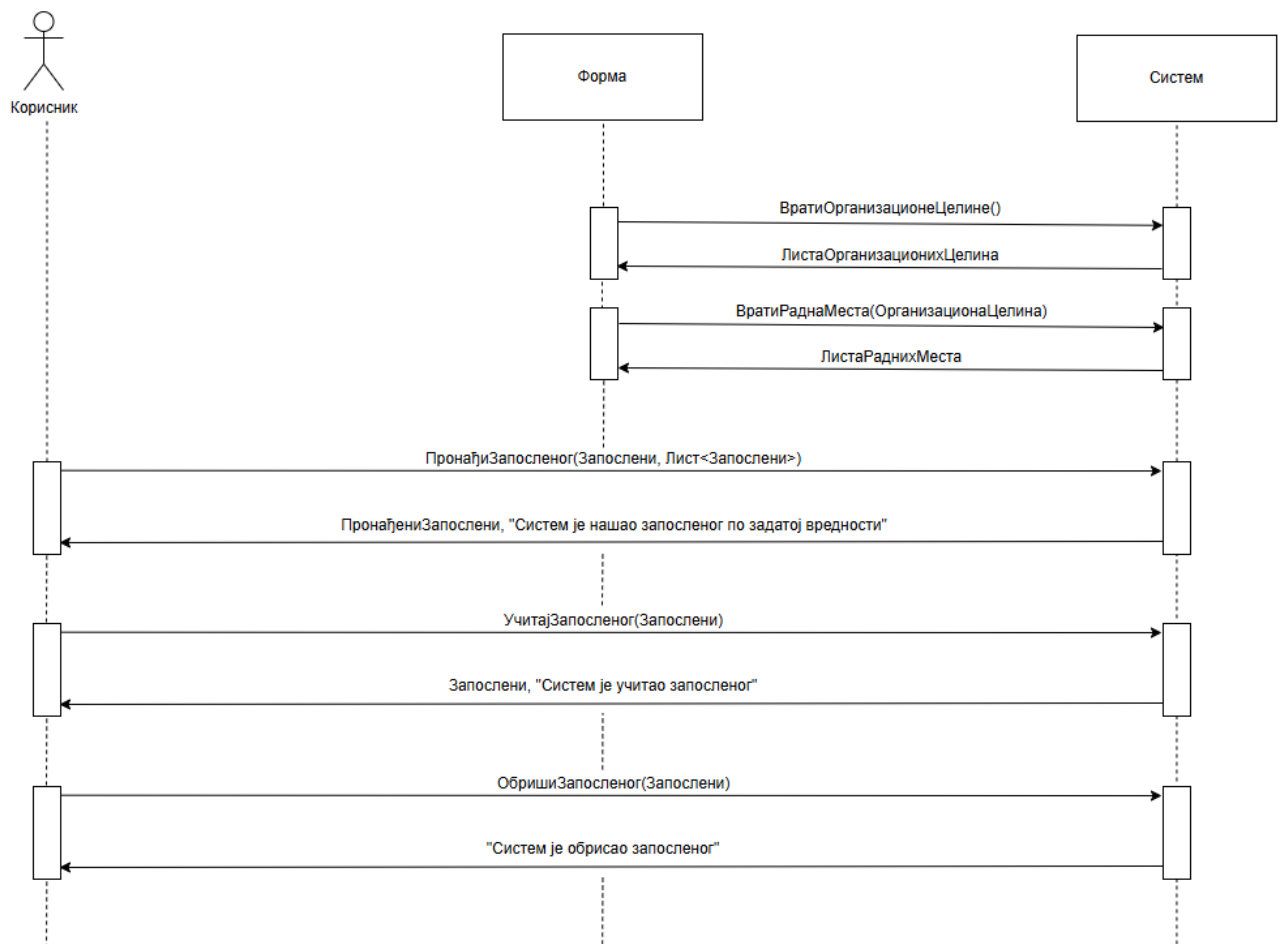 Корисник
Форма
Систем
ВратиОрганизационеЦелине()
ЛистаОрганизационихЦелина
ВратиРаднаМеста(ОрганизационаЦелина)
ЛистаРаднихМеста
ПронађиЗапосленог(Запослени, Лист<Запослени>)
ПронађениЗапослени, "Систем је нашао запосленог по задатој вредности"
УчитајЗапосленог(Запослени)
Запослени, "Систем је учитао запосленог"
ОбришиЗапосленог(Запослени)
"Систем је обрисао запосленог"